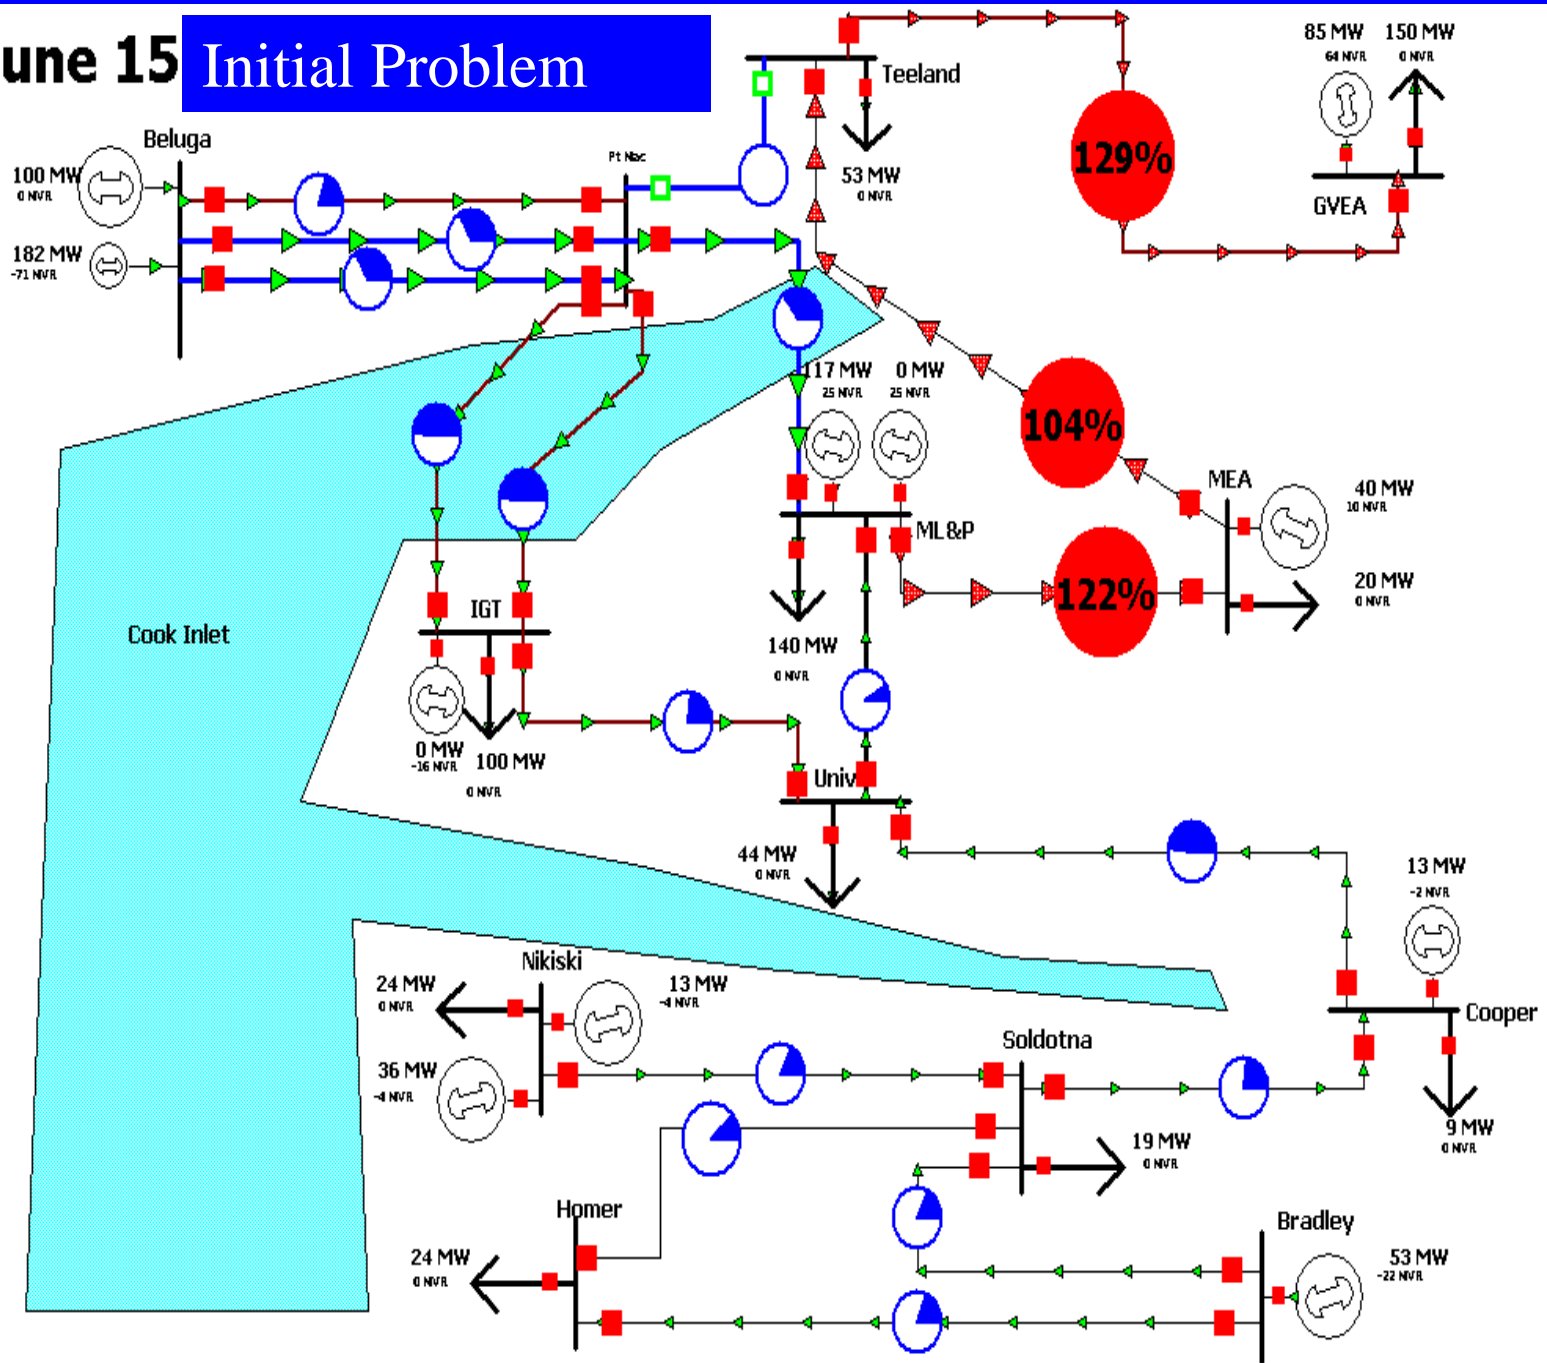 une 15
Initial Problem
85 MW 150 MW
64 NVR 0 NVR
Teeland
Beluga
Pt Mac
129%
100 MW
0 NVR
53 MW
0 NVR
GVEA
182 MW
-71 NVR
117 MW 0 MW
25 NVR 25 NVR
104%
MEA
40 MW
10 NVR
ML&P
122%
20 MW
0 NVR
IGT
Cook Inlet
140 MW
0 NVR
0 MW
-16 NVR
100 MW
0 NVR
Univ
44 MW
0 NVR
13 MW
-2 NVR
Nikiski
24 MW
0 NVR
13 MW
-4 NVR
Cooper
Soldotna
36 MW
-4 NVR
19 MW
0 NVR
9 MW
0 NVR
Homer
Bradley
24 MW
0 NVR
53 MW
-22 NVR